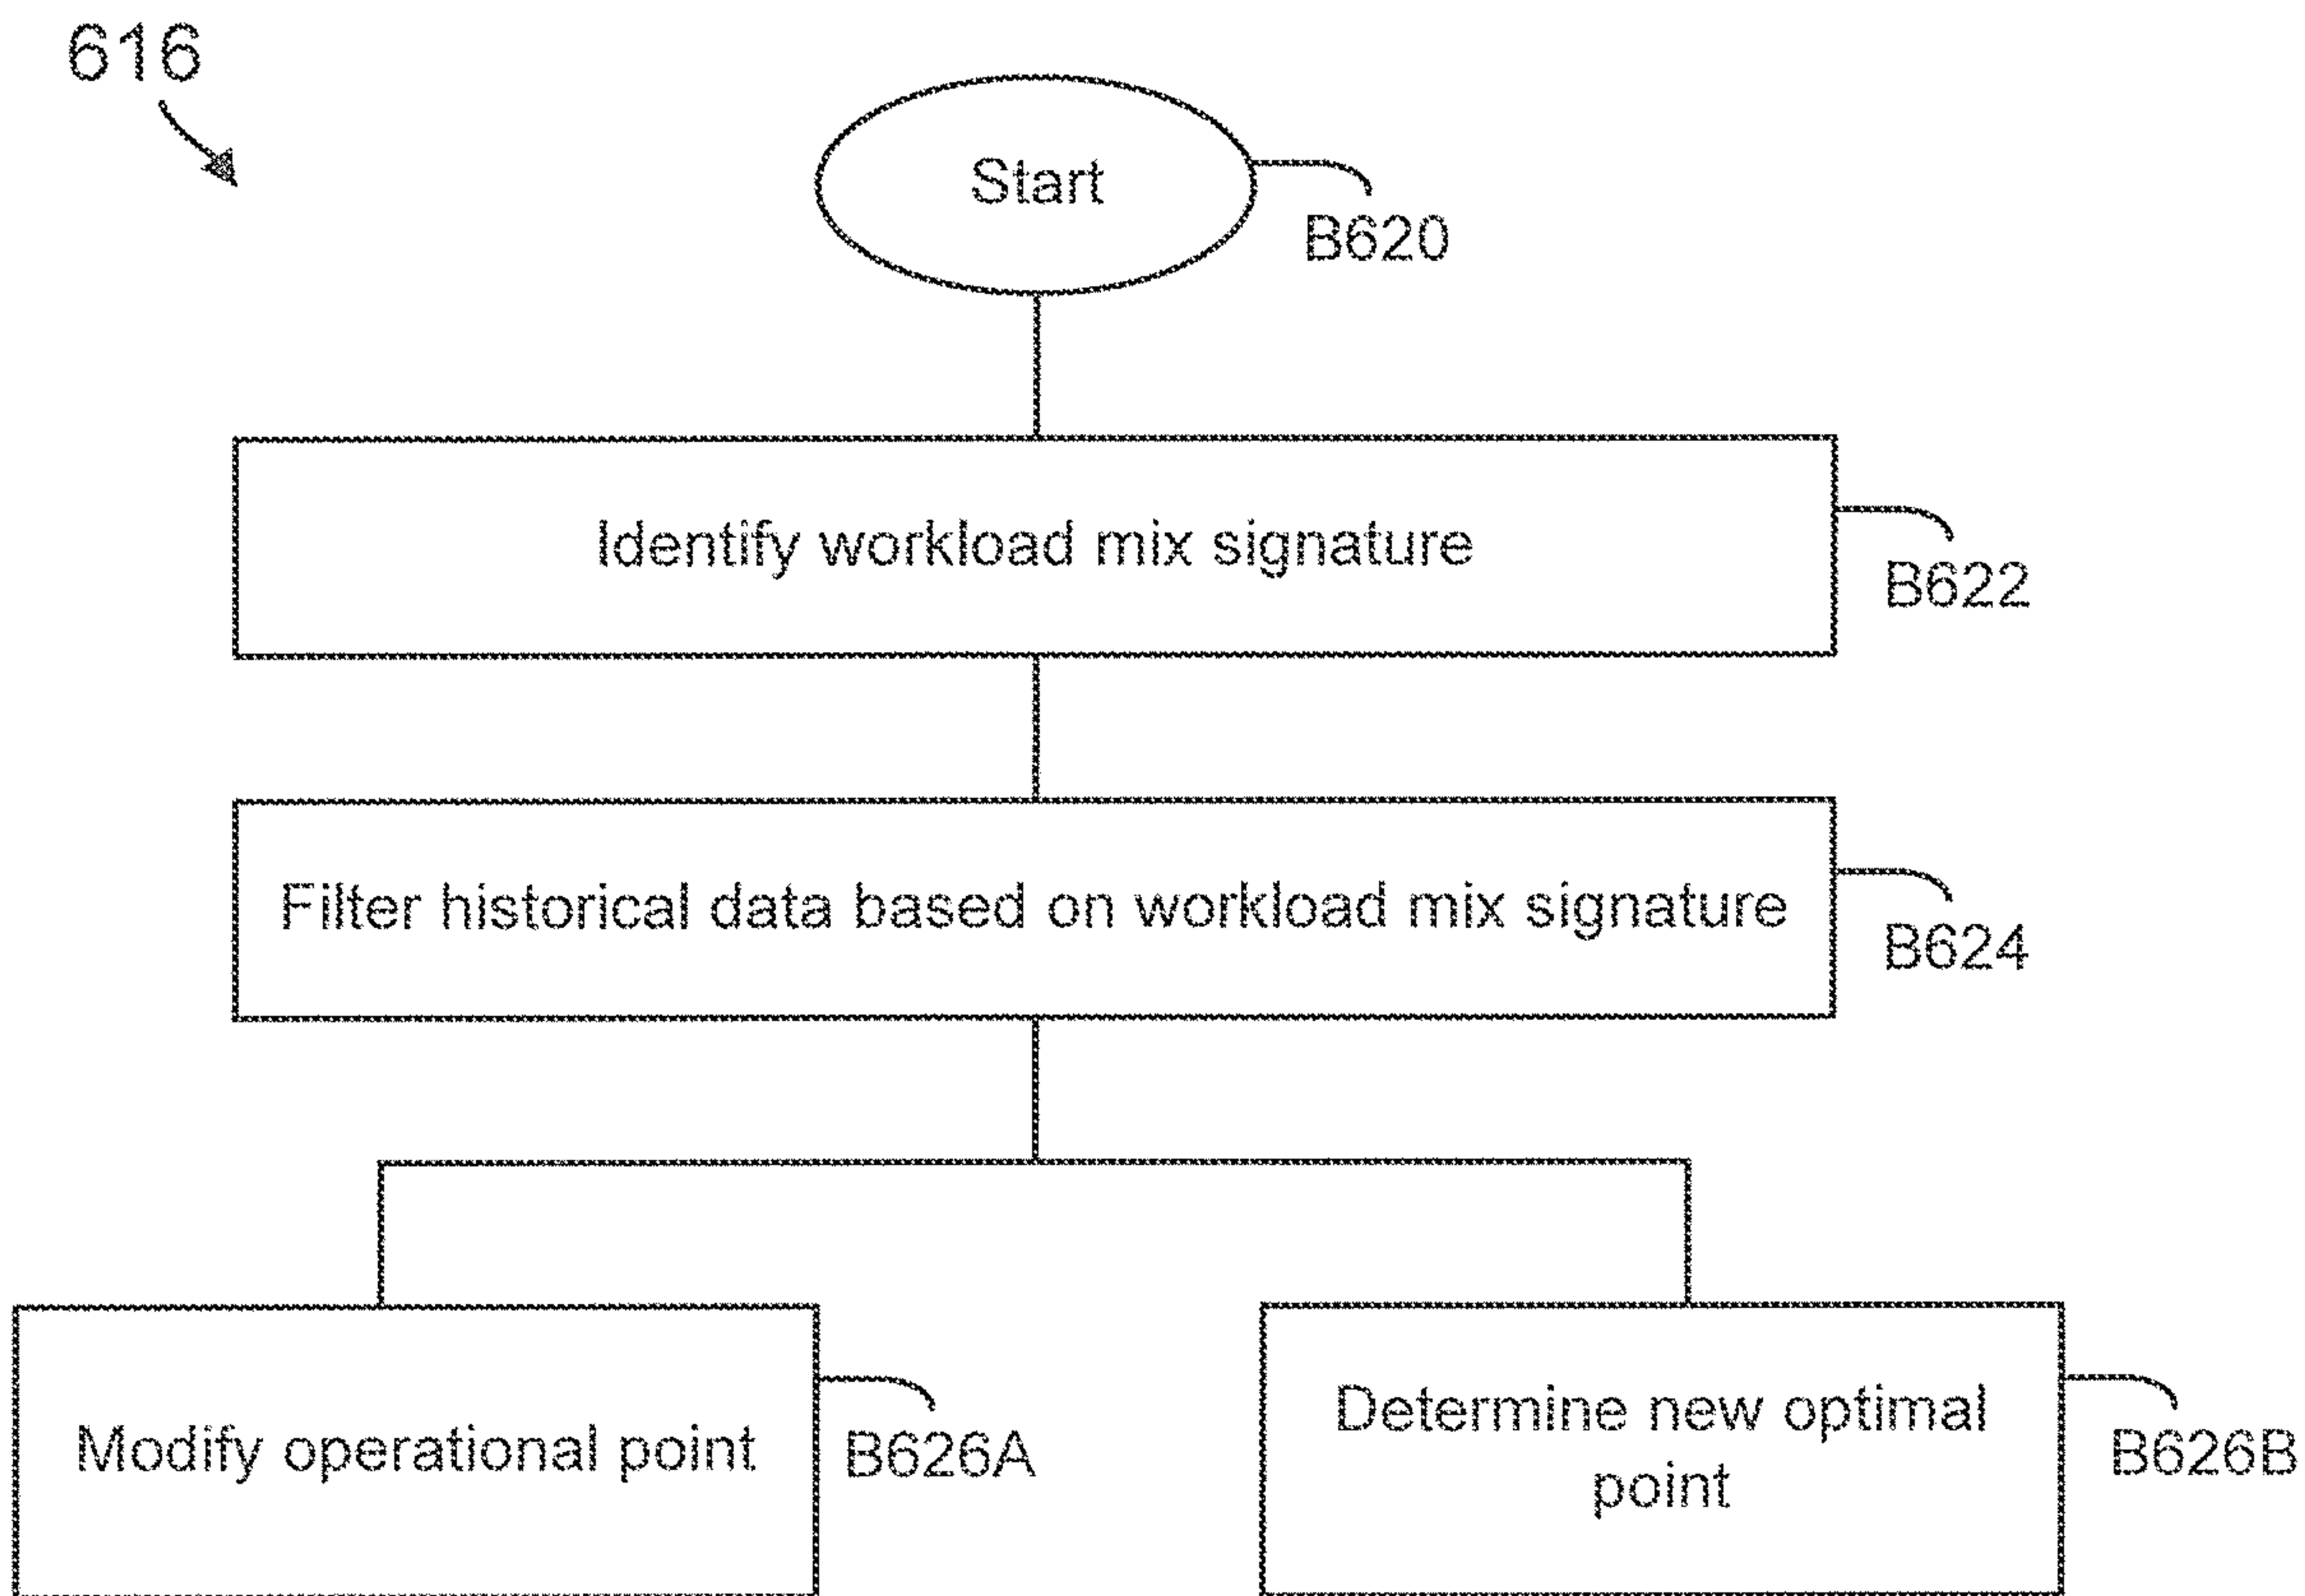 616
Start
B620
Identify workload mix signature
B622
Filter historical data based on workload mix signature
B624
Modify operational point
B626A
Determine new optimal
point
B626B